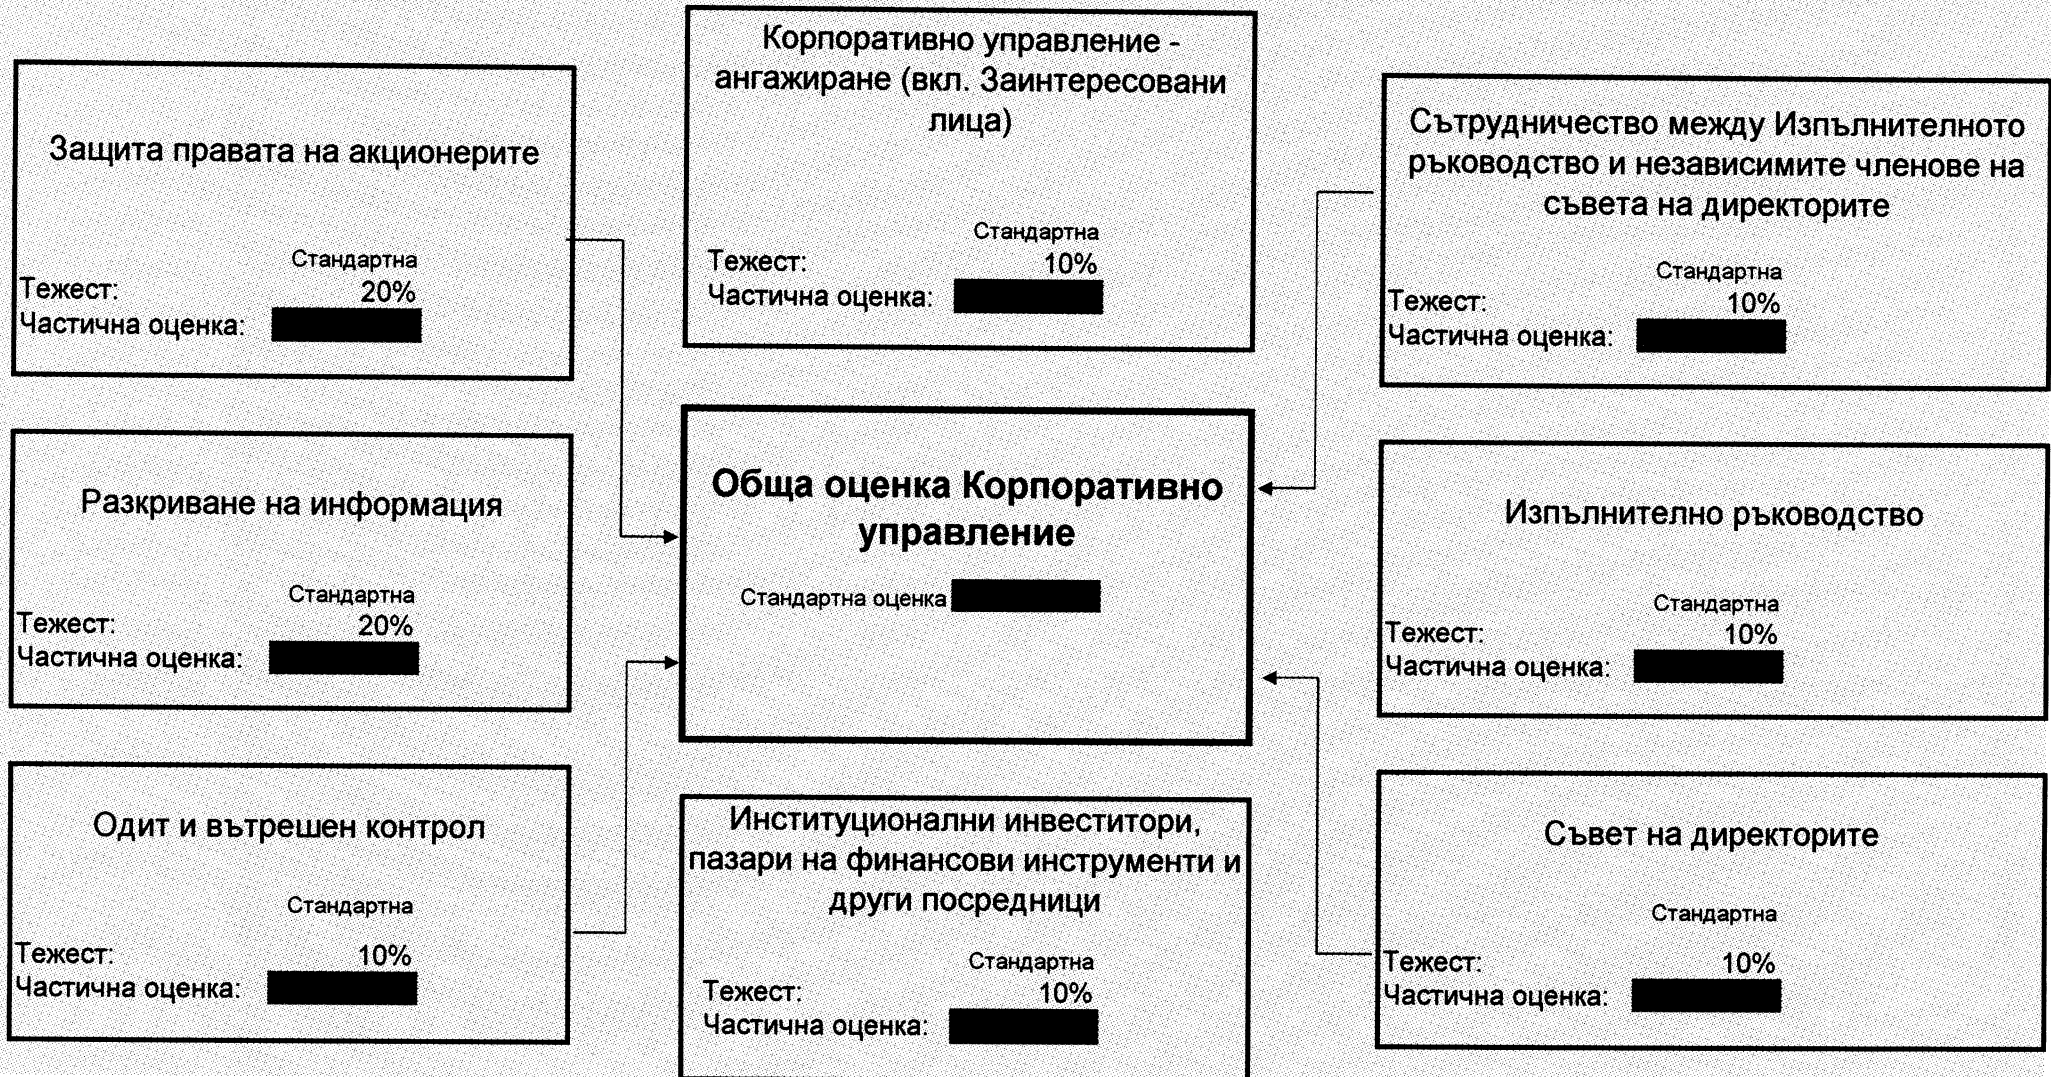 Корпоративно управление -
ангажиране (вкл. Заинтересовани
лица)
Стандартна
Тежест: 10%
Частична оценка:
Защита правата на акционерите
Стандартна
Тежест: 20%
Частична оценка:
Сътрудничество между Изпълнителното
ръководство и независимите членове на
съвета на директорите
Стандартна
Тежест: 10%
Частична оценка:
Разкриване на информация
Стандартна
Тежест: 20%
Частична оценка:
Обща оценка Корпоративно
управление
Стандартна оценка
Изпълнително ръководство
Стандартна
Тежест: 10%
Частична оценка:
Одит и вътрешен контрол
Стандартна
Тежест: 10%
Частична оценка:
Институционални инвеститори,
пазари на финансови инструменти и
други посредници
Стандартна
Тежест: 10%
Частична оценка:
Съвет на директорите
Стандартна
Тежест: 10%
Частична оценка: